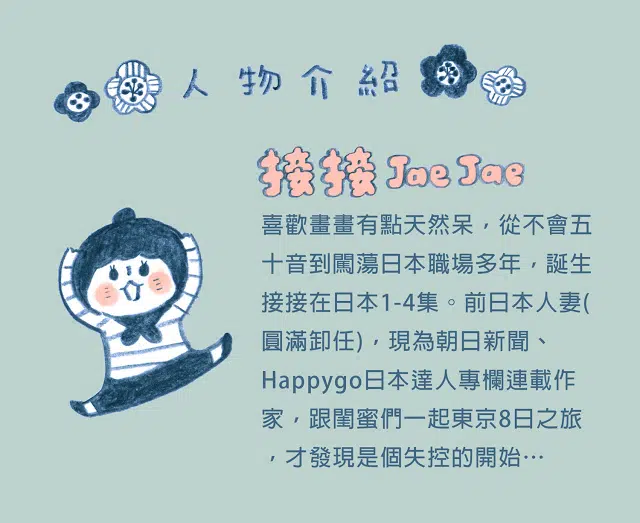 人物介紹
接接 Jae Jae
喜歡畫畫有點天然呆，從不會五
十音到闖蕩日本職場多年，誕生
接接在日本1-4集。前日本人妻(
圓滿卸任)，現為朝日新聞、
Happygo日本達人專欄連載作
家，跟閨蜜們一起東京8日之旅
，才發現是個失控的開始…